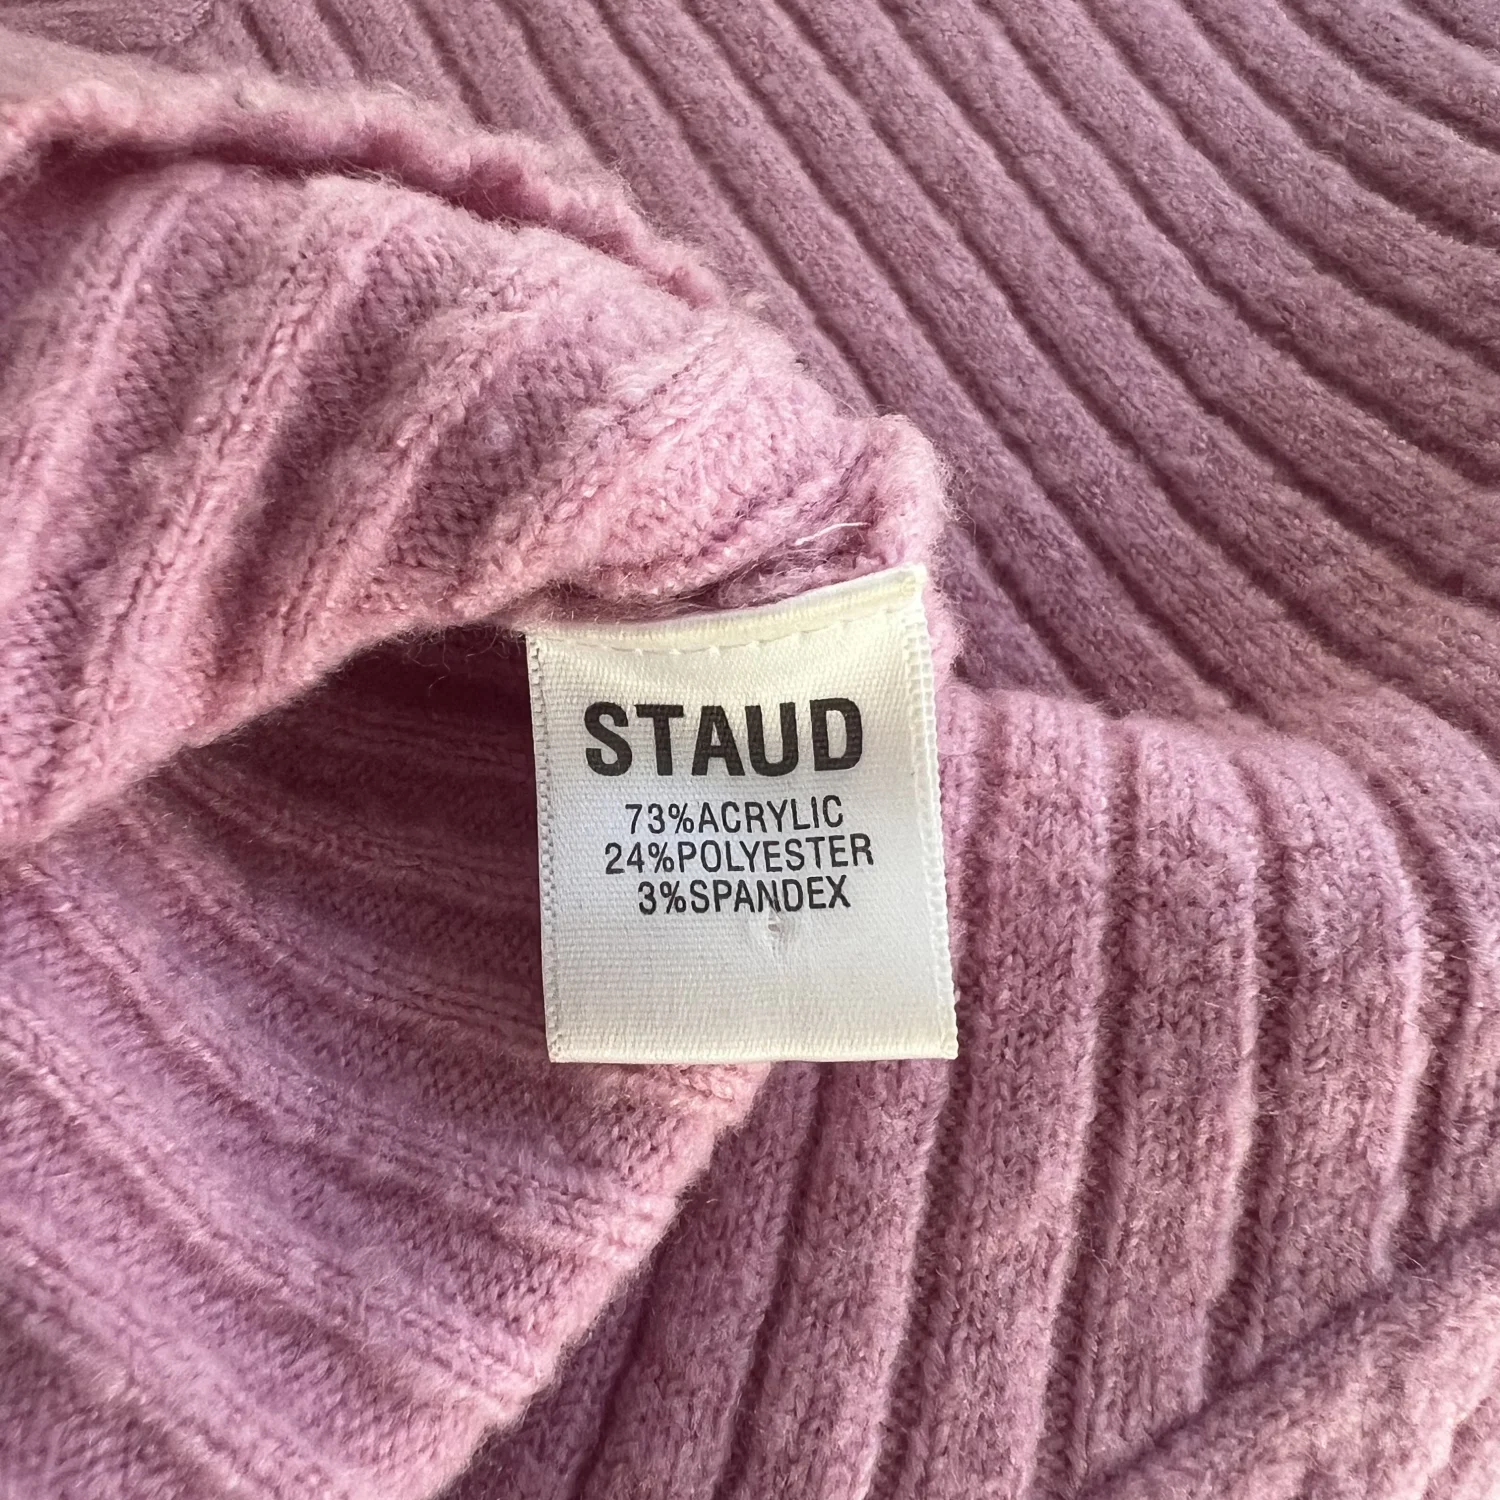 STAUD
73%ACRYLIC
24%POLYESTER
3%SPANDEX